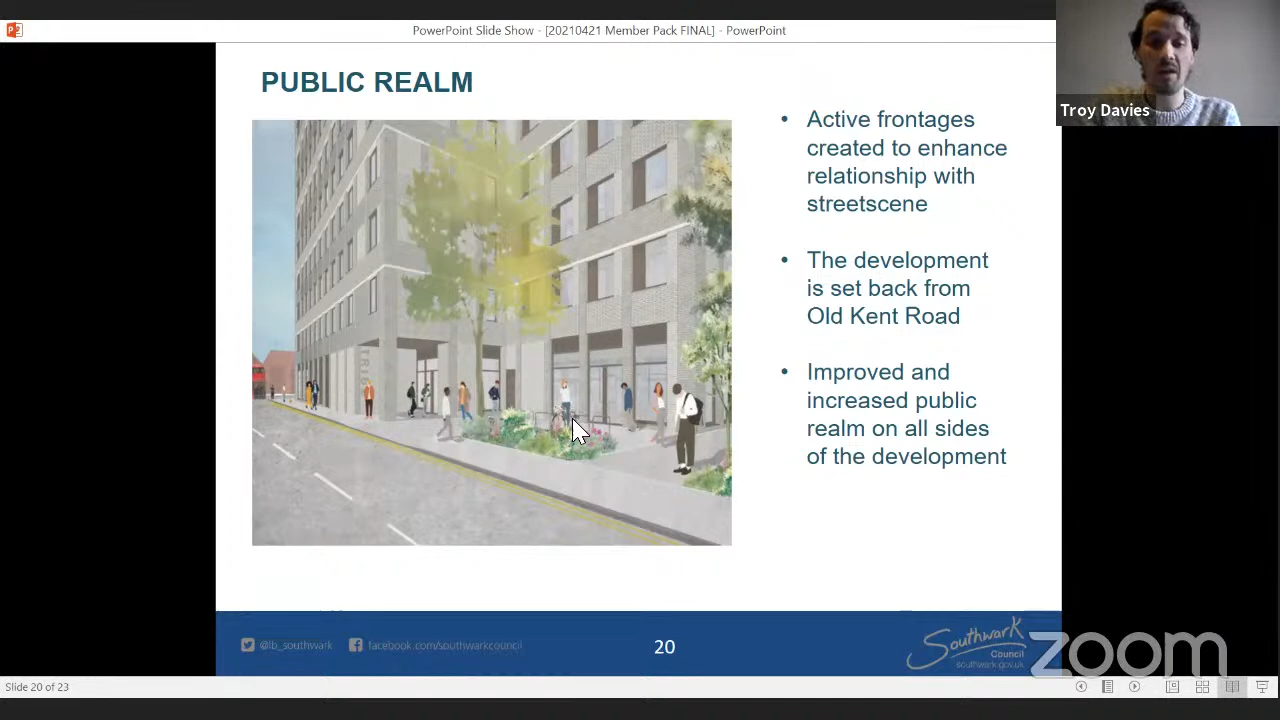 PowerPoint Slide Show - [20210421 Member Pack FINAL] - PowerPoint
Troy Davies
PUBLIC REALM
• Active frontages
created to enhance
relationship with
streetscene
• The development
is set back from
Old Kent Road
• Improved and
increased public
realm on all sides
of the development
@lb_southwark
facebook.com/southwarkcouncil
20
Southwark
Council
southwark.gov.uk
zoom
Slide 20 of 23